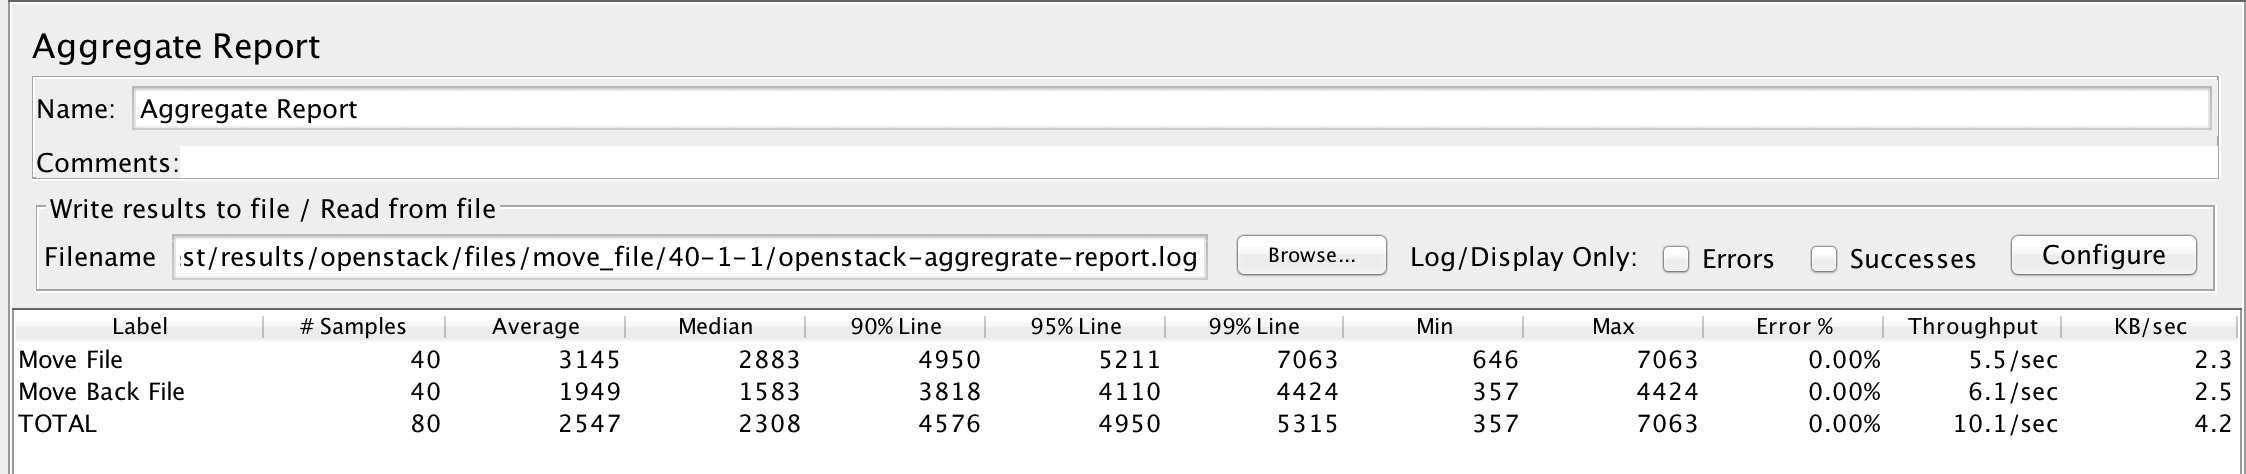 Aggregate Report
Name: Aggregate Report
Comments:
Write results to file / Read from file
Filename st/results/openstack/files/move_file/40-1-1/openstack-aggregrate-report.log Browse... Log/Display Only: Errors Successes Configure
Label # Samples Average Median 90% Line 95% Line 99% Line Min Max Error % Throughput KB/sec
Move File 40 3145 2883 4950 5211 7063 646 7063 0.00% 5.5/sec 2.3
Move Back File 40 1949 1583 3818 4110 4424 357 4424 0.00% 6.1/sec 2.5
TOTAL 80 2547 2308 4576 4950 5315 357 7063 0.00% 10.1/sec 4.2